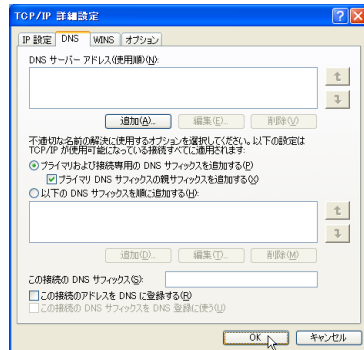 TCP/IP 詳細設定
IP 設定 DNS WINS オプション
DNS サーバー アドレス(使用順)(N):
追加(A)... 編集(E)... 削除(V)
不適切な名前の解決に使用するオプションを選択してください。以下の設定は
TCP/IP が使用可能になっている接続すべてに適用されます:
プライマリおよび接続専用の DNS サフィックスを追加する(P)
プライマリ DNS サフィックスの親サフィックスを追加する(X)
以下の DNS サフィックスを順に追加する(H):
追加(D)... 編集(T)... 削除(M)
この接続の DNS サフィックス(S):
この接続のアドレスを DNS に登録する(R)
この接続の DNS サフィックスを DNS 登録に使う(U)
OK キャンセル